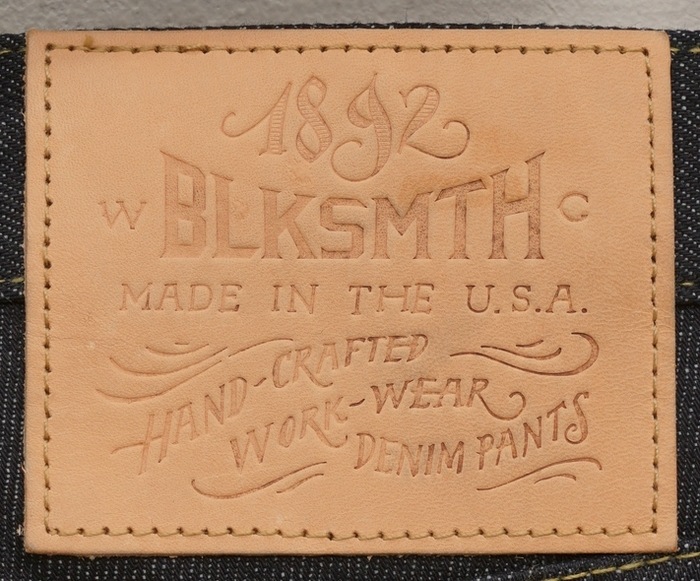 1892
W BLKSMTH C
MADE IN THE U.S.A.
HAND-CRAFTED
WORK-WEAR
DENIM PANTS